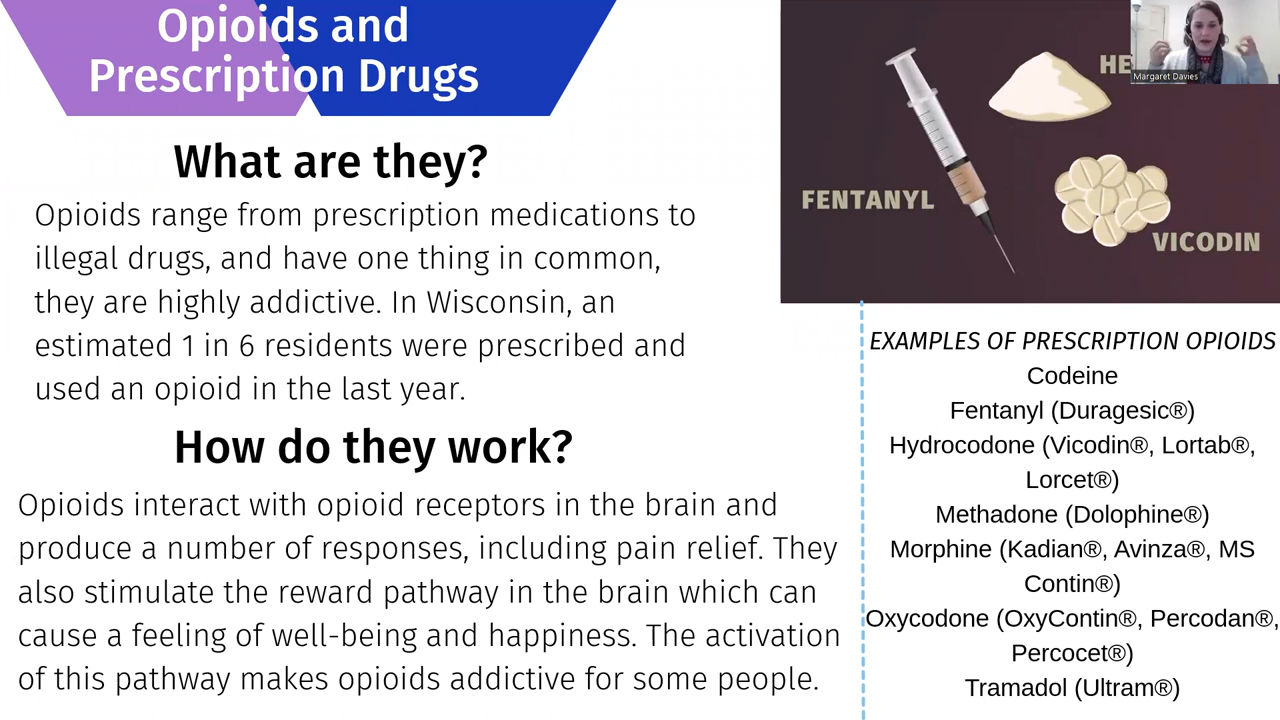 Opioids and
Prescription Drugs
What are they?
Opioids range from prescription medications to
illegal drugs, and have one thing in common,
they are highly addictive. In Wisconsin, an
estimated 1 in 6 residents were prescribed and
used an opioid in the last year.
How do they work?
Opioids interact with opioid receptors in the brain and
produce a number of responses, including pain relief. They
also stimulate the reward pathway in the brain which can
cause a feeling of well-being and happiness. The activation
of this pathway makes opioids addictive for some people.
HE
Margaret Davies
FENTANYL
VICODIN
EXAMPLES OF PRESCRIPTION OPIOIDS
Codeine
Fentanyl (Duragesic®)
Hydrocodone (Vicodin®, Lortab®,
Lorcet®)
Methadone (Dolophine®)
Morphine (Kadian®, Avinza®, MS
Contin®)
Oxycodone (OxyContin®, Percodan®,
Percocet®)
Tramadol (Ultram®)